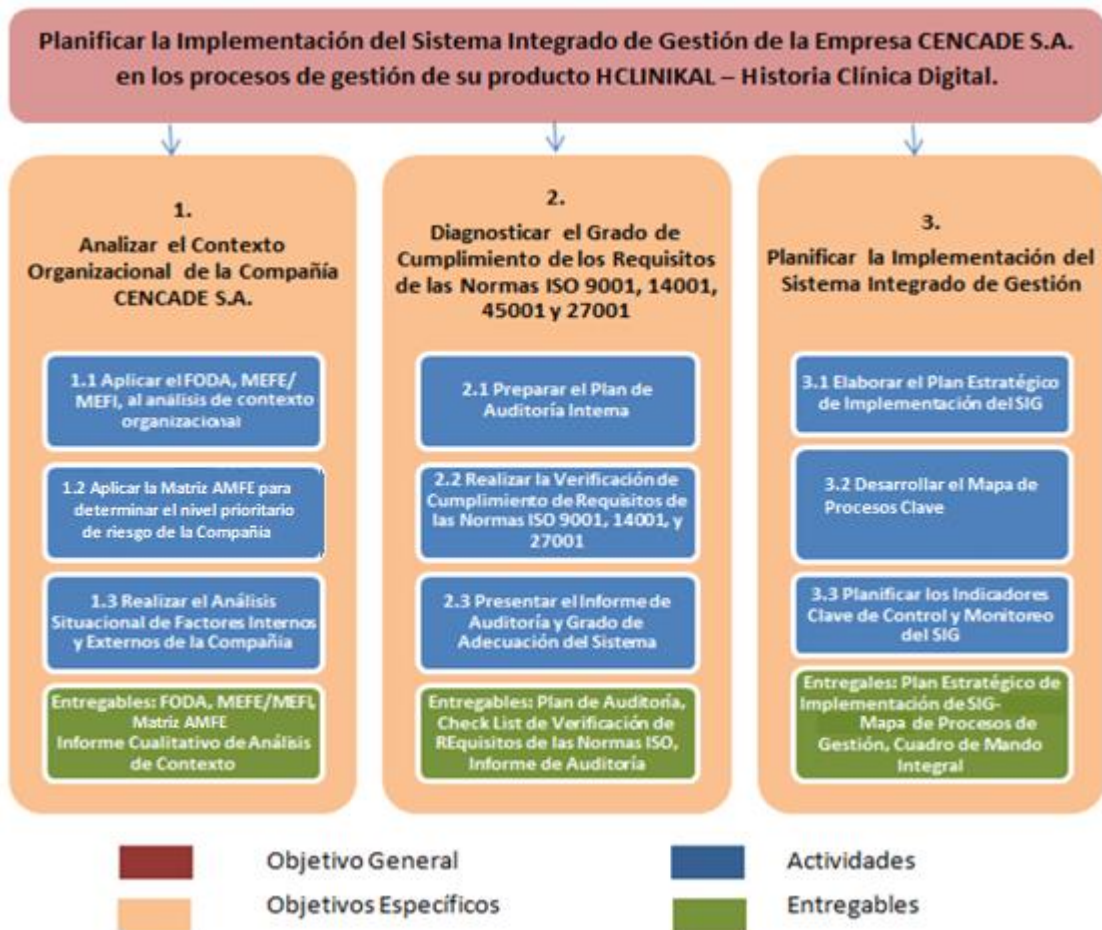 Planificar la Implementación del Sistema Integrado de Gestión de la Empresa CENCADE S.A.
en los procesos de gestión de su producto HCLINIKAL – Historia Clínica Digital.
1.
Analizar el Contexto
Organizacional de la Compañía
CENCADE S.A.
1.1 Aplicar el FODA, MEFE/
MEFI, al análisis de contexto
organizacional
1.2 Aplicar la Matriz AMFE para
determinar el nivel prioritario
de riesgo de la Compañia
1.3 Realizar el Análisis
Situacional de Factores Internos
y Externos de la Compañia
Entregables: FODA, MEFE/MEFI,
Matriz AMFE
Informe Cualitativo de Análisis
de Contexto
2.
Diagnosticar el Grado de
Cumplimiento de los Requisitos
de las Normas ISO 9001, 14001,
45001 y 27001
2.1 Preparar el Plan de
Auditoría Interna
2.2 Realizar la Verificación de
Cumplimiento de Requisitos de
las Normas ISO 9001, 14001, y
27001
2.3 Presentar el Informe de
Auditoría y Grado de
Adecuación del Sistema
Entregables: Plan de Auditoría,
Check List de Verificación de
REquisitos de las Normas ISO,
Informe de Auditoría
3.
Planificar la Implementación del
Sistema Integrado de Gestión
3.1 Elaborar el Plan Estratégico
de Implementación del SIG
3.2 Desarrollar el Mapa de
Procesos Clave
3.3 Planificar los Indicadores
Clave de Control y Monitoreo
del SIG
Entregales: Plan Estratégico de
Implementación de SIG-
Mapa de Procesos de
Gestión, Cuadro de Mando
Integral
Objetivo General
Actividades
Objetivos Específicos
Entregables